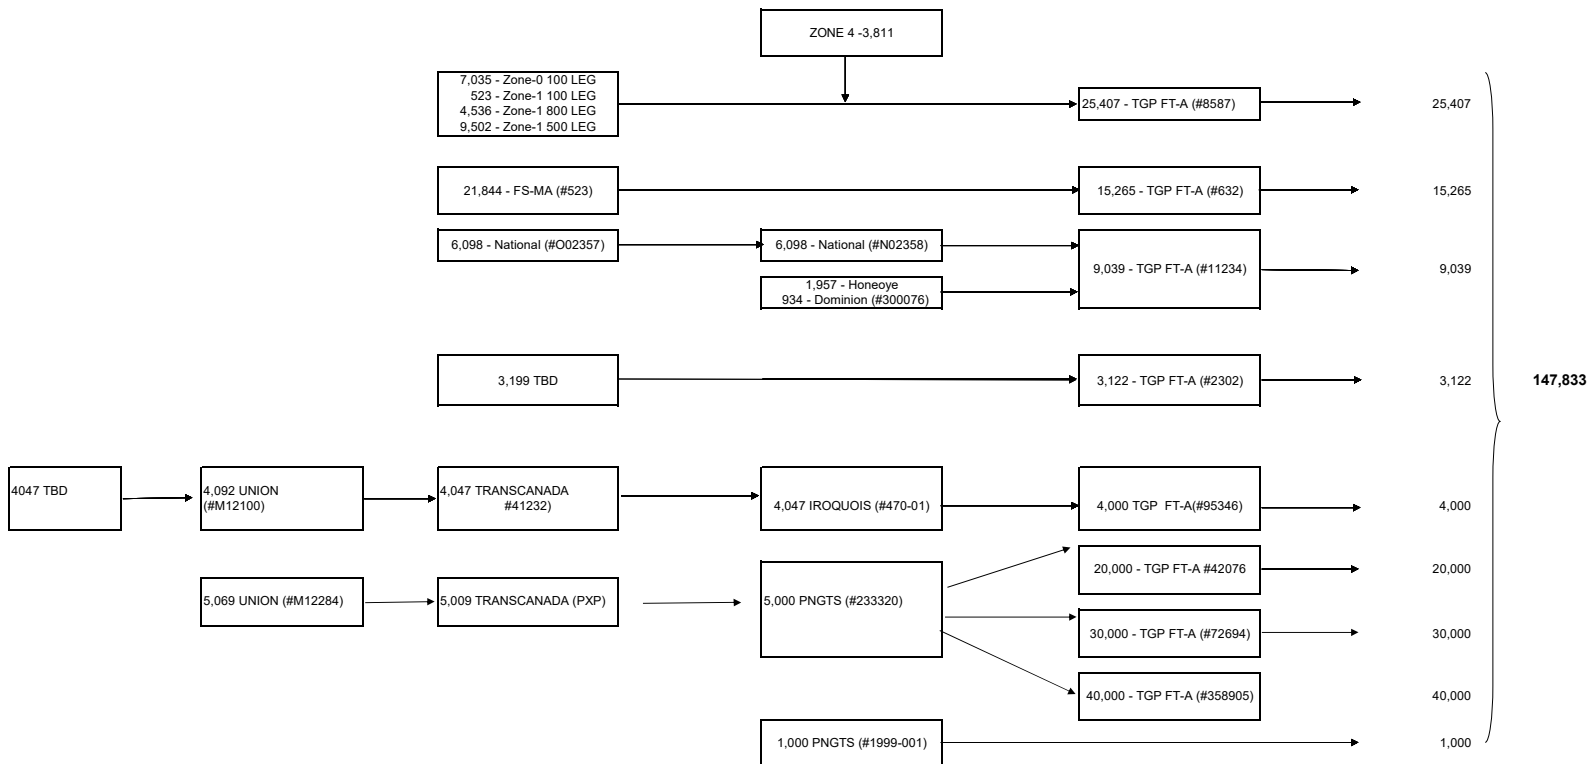 ZONE 4 -3,811
7,035 - Zone-0 100 LEG
523 - Zone-1 100 LEG
4,536 - Zone-1 800 LEG
9,502 - Zone-1 500 LEG
25,407 - TGP FT-A (#8587)
25,407
21,844 - FS-MA (#523)
15,265 - TGP FT-A (#632)
15,265
6,098 - National (#O02357)
6,098 - National (#N02358)
1,957 - Honeoye
934 - Dominion (#300076)
9,039 - TGP FT-A (#11234)
9,039
3,199 TBD
3,122 - TGP FT-A (#2302)
3,122
147,833
4047 TBD
4,092 UNION
(#M12100)
4,047 TRANSCANADA
#41232)
4,047 IROQUOIS (#470-01)
4,000 TGP FT-A(#95346)
4,000
20,000 - TGP FT-A #42076
20,000
5,069 UNION (#M12284)
5,009 TRANSCANADA (PXP)
5,000 PNGTS (#233320)
30,000 - TGP FT-A (#72694)
30,000
40,000 - TGP FT-A (#358905)
40,000
1,000 PNGTS (#1999-001)
1,000